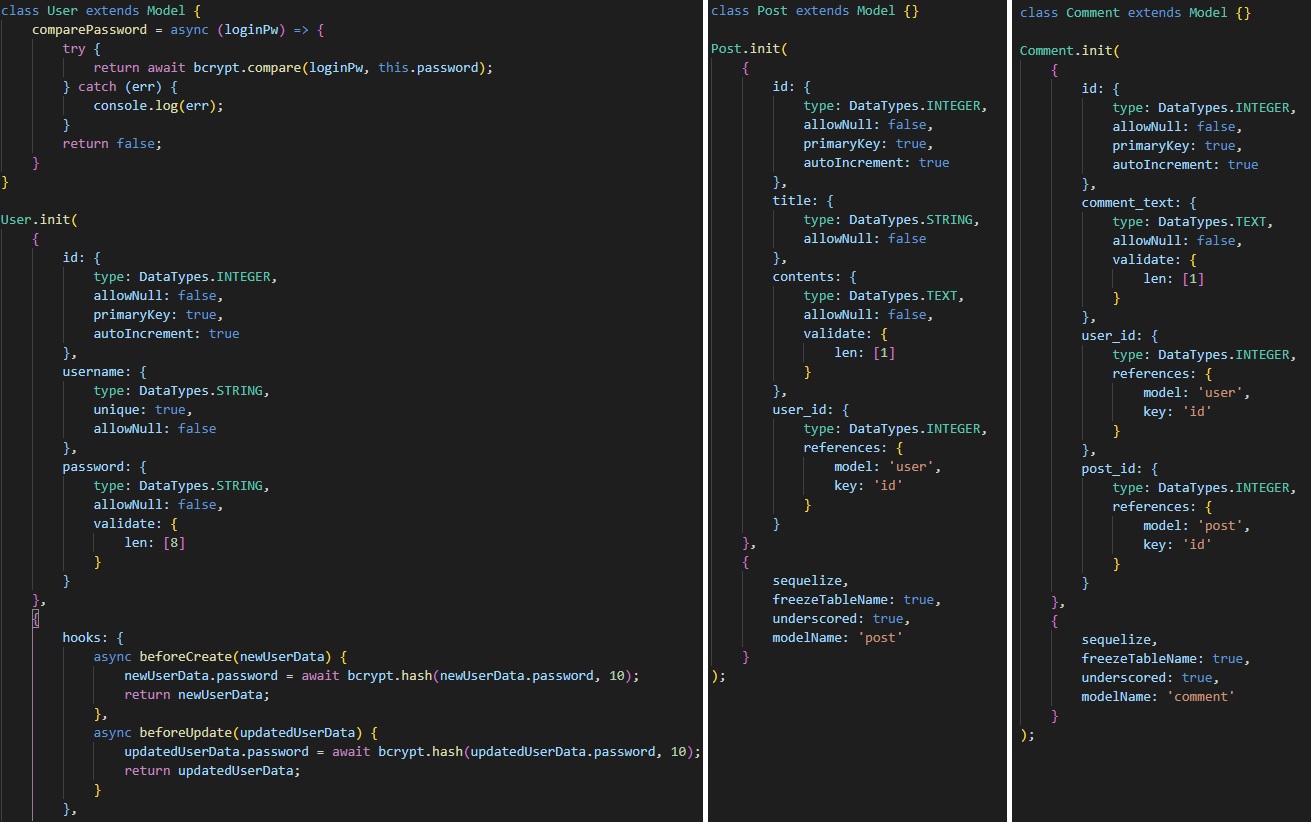 class User extends Model {
    comparePassword = async (loginPw) => {
        try {
            return await bcrypt.compare(loginPw, this.password);
        } catch (err) {
            console.log(err);
        }
        return false;
    }
}

User.init(
    {
        id: {
            type: DataTypes.INTEGER,
            allowNull: false,
            primaryKey: true,
            autoIncrement: true
        },
        username: {
            type: DataTypes.STRING,
            unique: true,
            allowNull: false
        },
        password: {
            type: DataTypes.STRING,
            allowNull: false,
            validate: {
                len: [8]
            }
        }
    },
    {
        hooks: {
            async beforeCreate(newUserData) {
                newUserData.password = await bcrypt.hash(newUserData.password, 10);
                return newUserData;
            },
            async beforeUpdate(updatedUserData) {
                updatedUserData.password = await bcrypt.hash(updatedUserData.password, 10);
                return updatedUserData;
            }
        },

class Post extends Model {}

Post.init(
    {
        id: {
            type: DataTypes.INTEGER,
            allowNull: false,
            primaryKey: true,
            autoIncrement: true
        },
        title: {
            type: DataTypes.STRING,
            allowNull: false
        },
        contents: {
            type: DataTypes.TEXT,
            allowNull: false,
            validate: {
                len: [1]
            }
        },
        user_id: {
            type: DataTypes.INTEGER,
            references: {
                model: 'user',
                key: 'id'
            }
        }
    },
    {
        sequelize,
        freezeTableName: true,
        underscored: true,
        modelName: 'post'
    }
);

class Comment extends Model {}

Comment.init(
    {
        id: {
            type: DataTypes.INTEGER,
            allowNull: false,
            primaryKey: true,
            autoIncrement: true
        },
        comment_text: {
            type: DataTypes.TEXT,
            allowNull: false,
            validate: {
                len: [1]
            }
        },
        user_id: {
            type: DataTypes.INTEGER,
            references: {
                model: 'user',
                key: 'id'
            }
        },
        post_id: {
            type: DataTypes.INTEGER,
            references: {
                model: 'post',
                key: 'id'
            }
        }
    },
    {
        sequelize,
        freezeTableName: true,
        underscored: true,
        modelName: 'comment'
    }
);